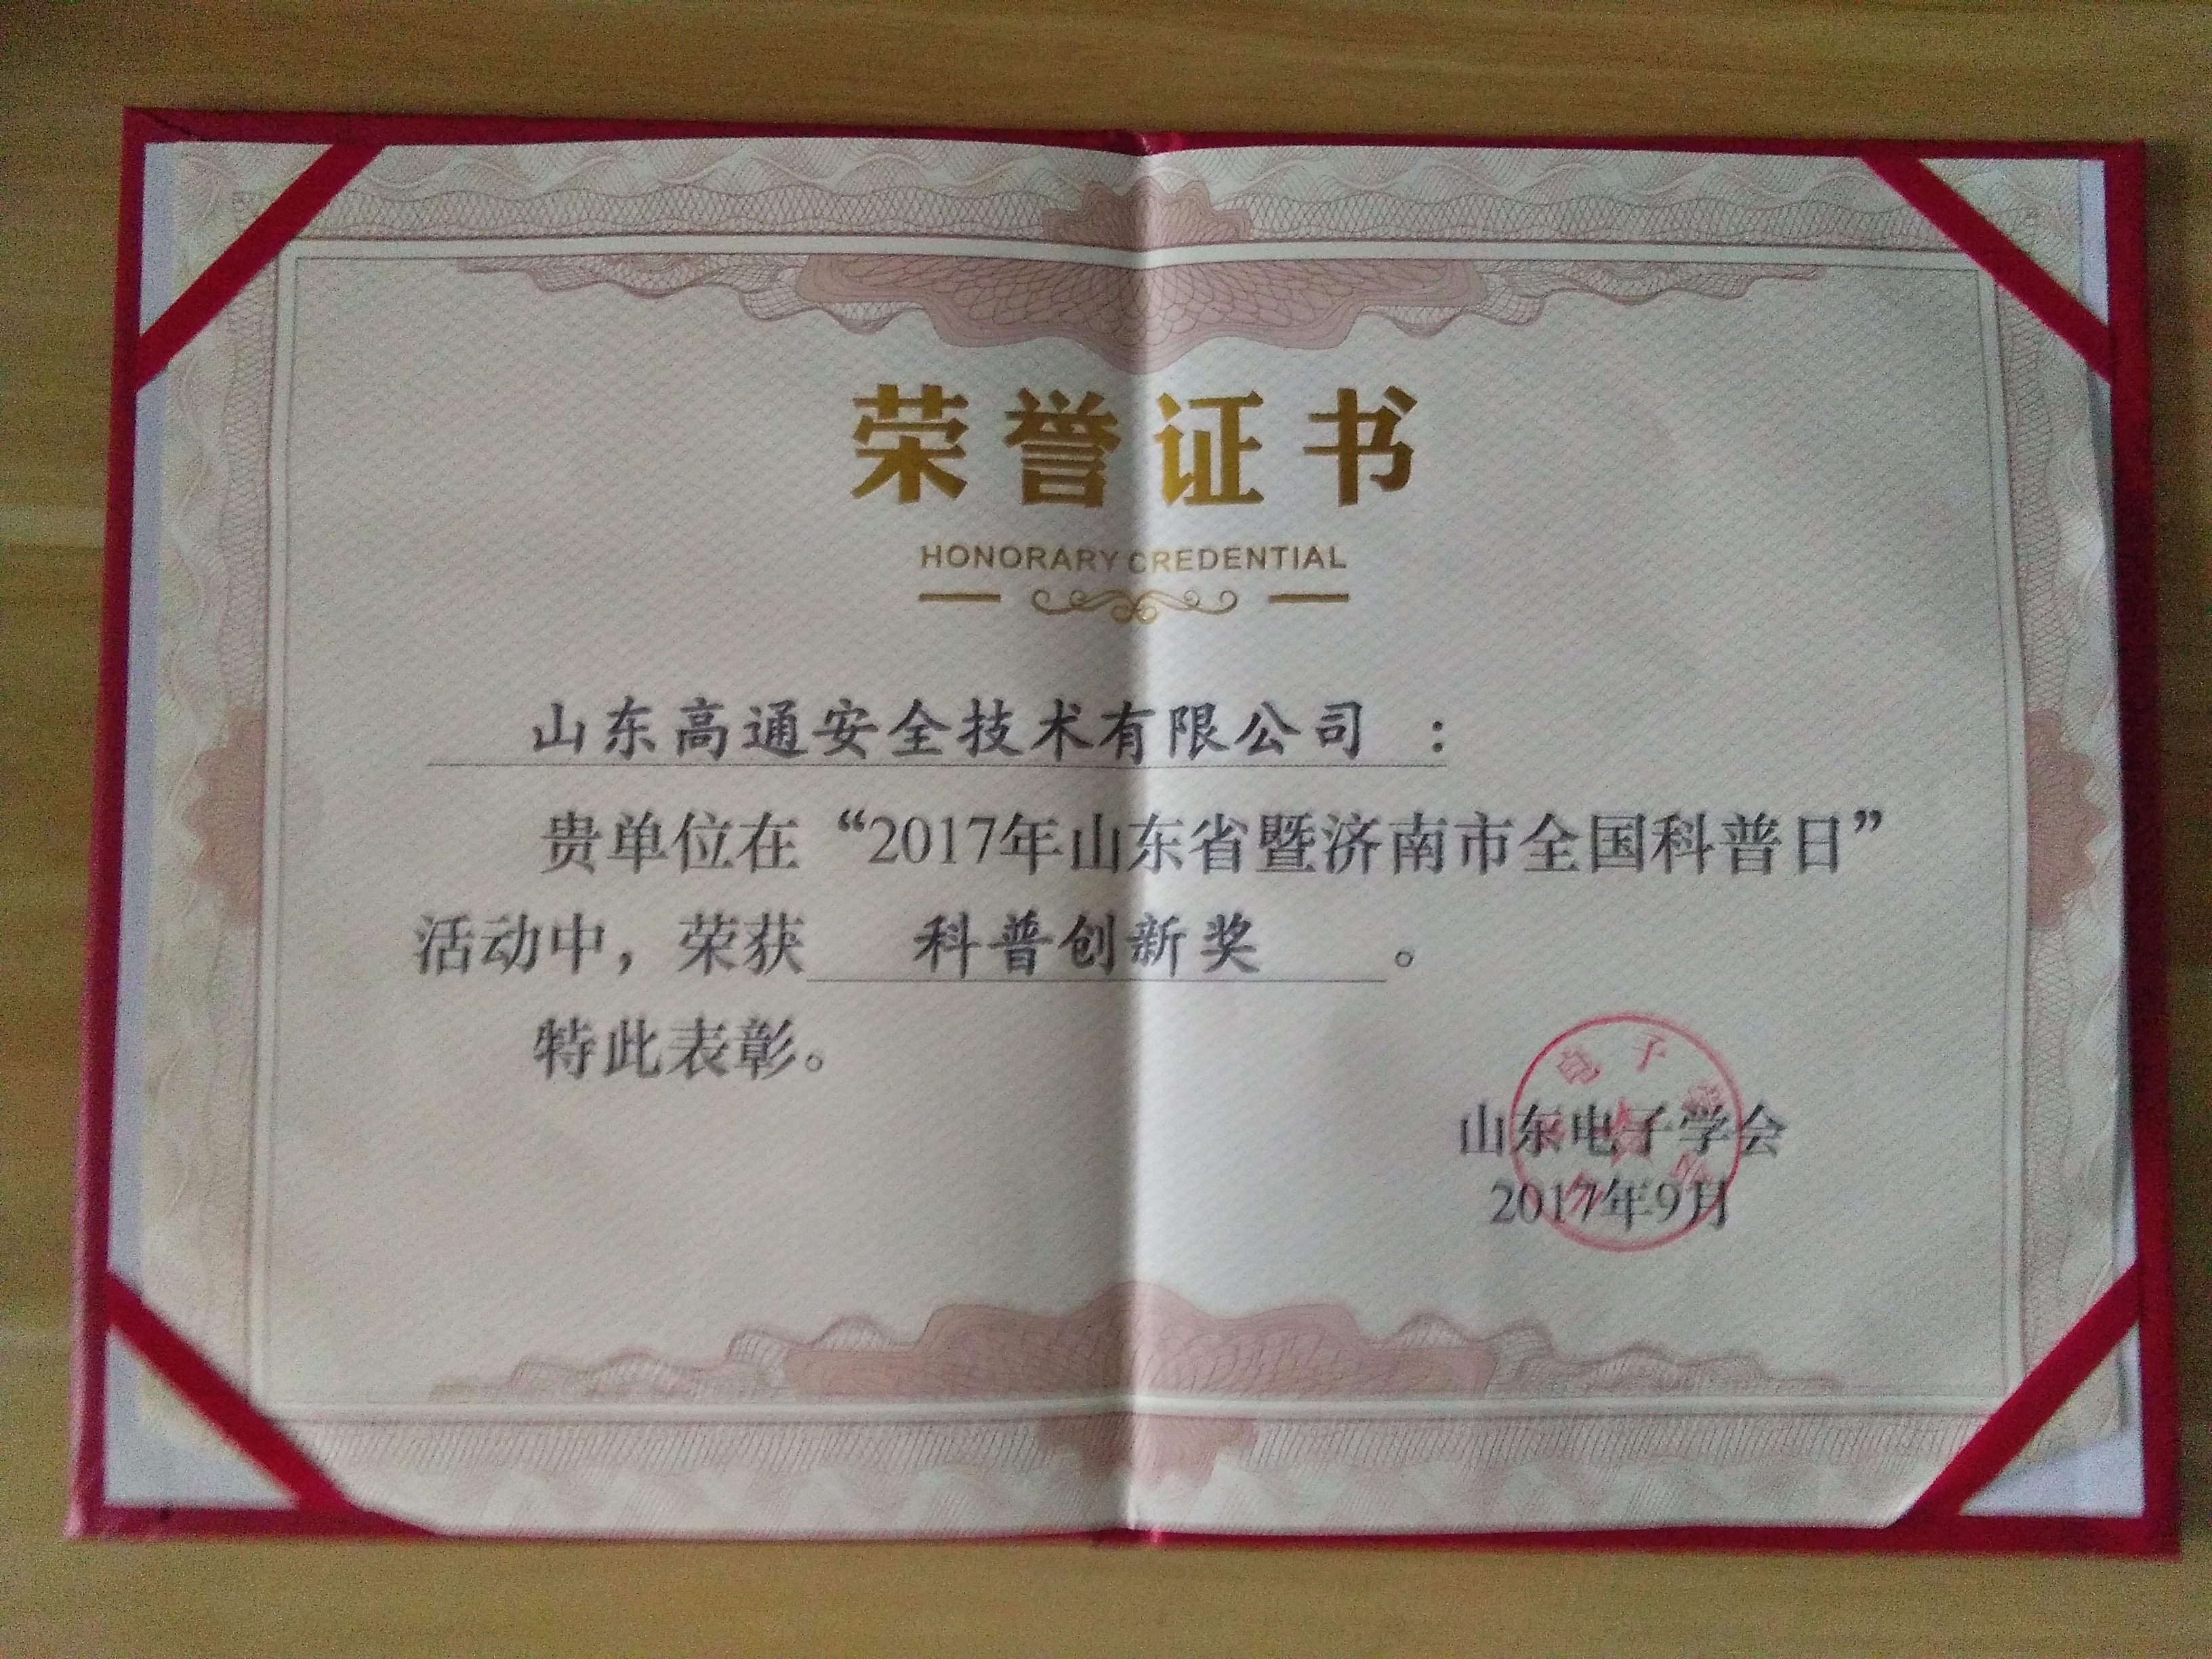 荣誉证书
HONORARY CREDENTIAL
山东高通安全技术有限公司 :
贵单位在“2017年山东省暨济南市全国科普日”
活动中，荣获 科普创新奖 。
特此表彰。
山东电子学会
2017年9月